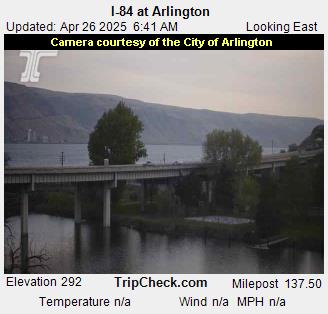 I-84 at Arlington
Updated: Apr 26 2025 6:41 AM Looking East
Camera courtesy of the City of Arlington
Elevation 292 TripCheck.com Milepost 137.50
Temperature n/a Wind n/a MPH n/a